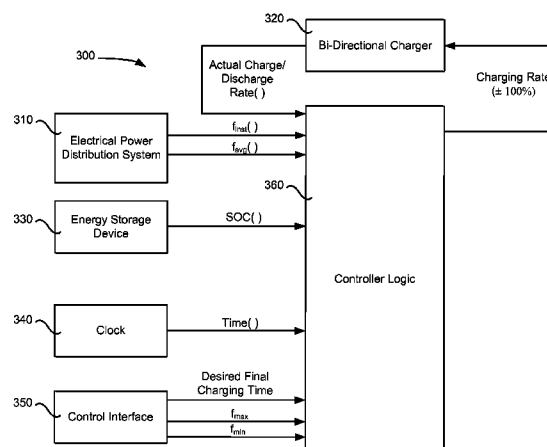 320
Bi-Directional Charger
300
Actual Charge/
Discharge
Rate( )
Charging Rate
(± 100%)
310
Electrical Power
Distribution System
finst( )
favg( )
360
330
Energy Storage
Device
SOC( )
Controller Logic
340
Clock
Time( )
Desired Final
Charging Time
350
Control Interface
fmax
fmin